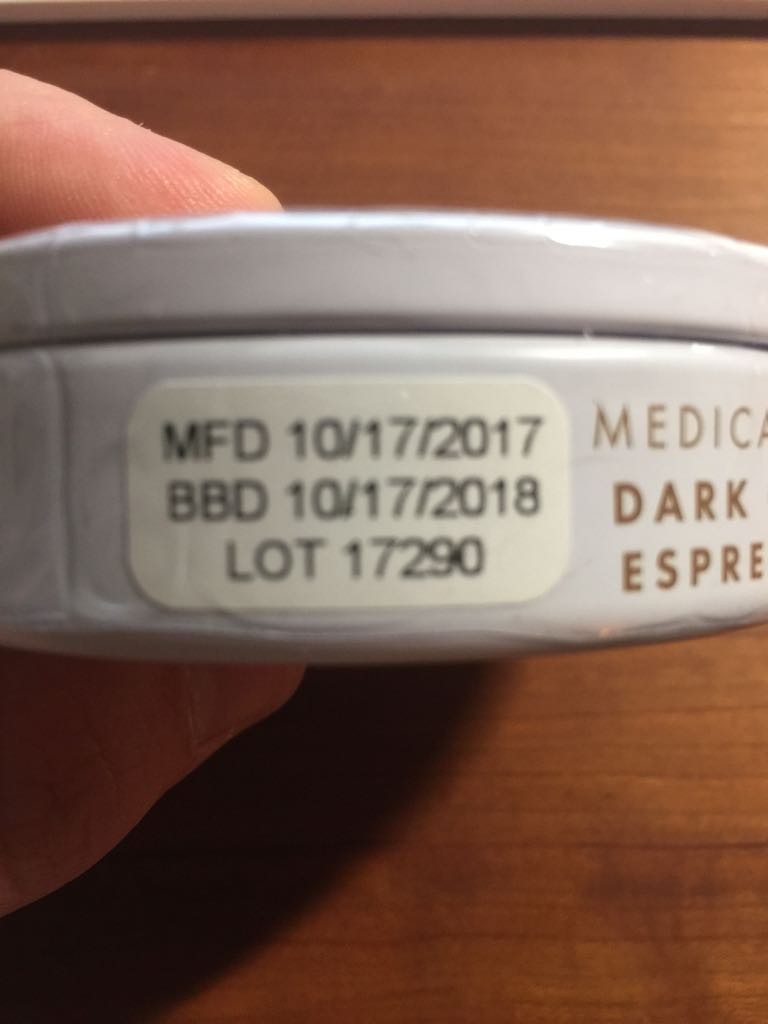 MFD 10/17/2017
BBD 10/17/2018
LOT 17290
MEDICA
DARK
ESPRE